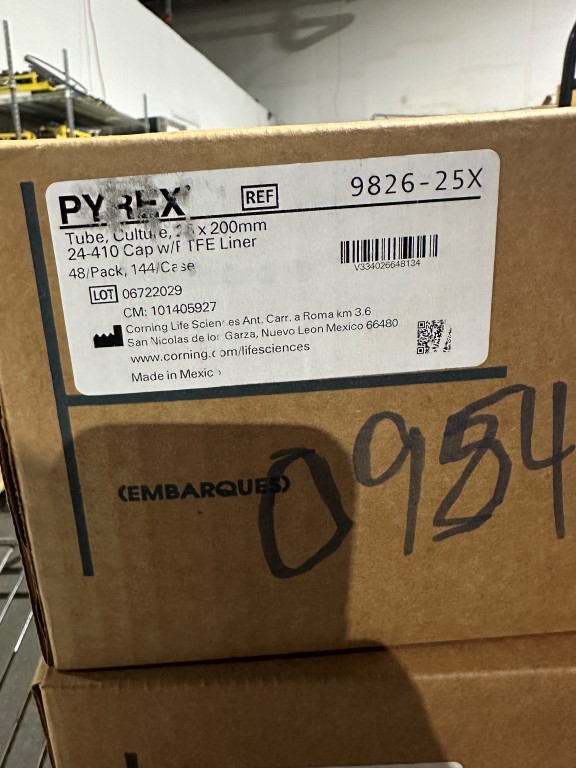 PYREX
REF 9826-25X
Tube, Culture, x 200mm
24-410 Cap w/PTFE Liner
48/Pack, 144/Case
V334026648134
LOT 06722029
CM: 101405927
Corning Life Sciences Ant. Carr. a Roma km 3.6
San Nicolas de los Garza, Nuevo Leon Mexico 66480
www.corning.com/lifesciences
Made in Mexico
(EMBARQUES)
0954